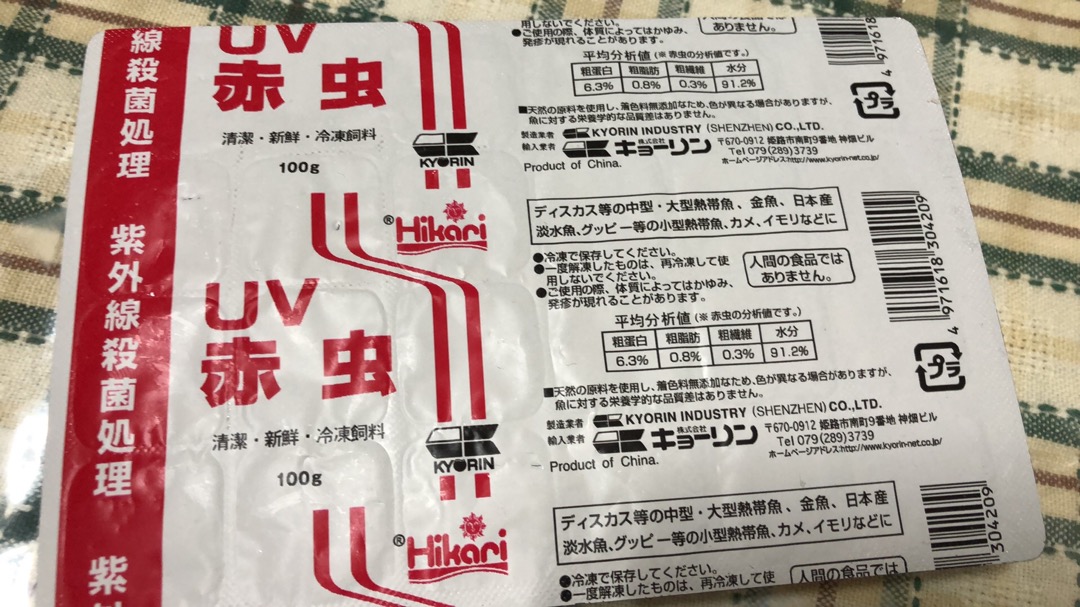 線殺菌処理 紫外線殺菌処理 紫
UV
赤虫
清潔・新鮮・冷凍飼料
100g
KYORIN
® Hikari
UV
赤虫
清潔・新鮮・冷凍飼料
100g
KYORIN
® Hikari
用しないでください。
●ご使用の際、体質によってはかゆみ、
発疹が現れることがあります。
ありません。
平均分析値(※赤虫の分析値です。)
粗蛋白 粗脂肪 粗繊維 水分
6.3% 0.8% 0.3% 91.2%
■天然の原料を使用し、着色料無添加なため、色が異なる場合がありますが、
魚に対する栄養学的な品質差はありません。
製造業者 KYORIN INDUSTRY (SHENZHEN) CO.,LTD.
輸入業者 株式会社 キョーリン 〒670-0912 姫路市南町9番地 神畑ビル
Tel 079(289)3739
ホームページアドレス:http://www.kyorin-net.co.jp/
Product of China.
4 971618
プラ
ディスカス等の中型・大型熱帯魚、金魚、日本産
淡水魚、グッピー等の小型熱帯魚、カメ、イモリなどに
●冷凍で保存してください。
●一度解凍したものは、再冷凍して使
用しないでください。
●ご使用の際、体質によってはかゆみ、
発疹が現れることがあります。
人間の食品では
ありません。
平均分析値(※赤虫の分析値です。)
粗蛋白 粗脂肪 粗繊維 水分
6.3% 0.8% 0.3% 91.2%
■天然の原料を使用し、着色料無添加なため、色が異なる場合がありますが、
魚に対する栄養学的な品質差はありません。
製造業者 KYORIN INDUSTRY (SHENZHEN) CO.,LTD.
輸入業者 株式会社 キョーリン 〒670-0912 姫路市南町9番地 神畑ビル
Tel 079(289)3739
ホームページアドレス:http://www.kyorin-net.co.jp/
Product of China.
4 971618 304209
プラ
ディスカス等の中型・大型熱帯魚、金魚、日本産
淡水魚、グッピー等の小型熱帯魚、カメ、イモリなどに
●冷凍で保存してください。
●一度解凍したものは、再冷凍して使
人間の食品では
304209